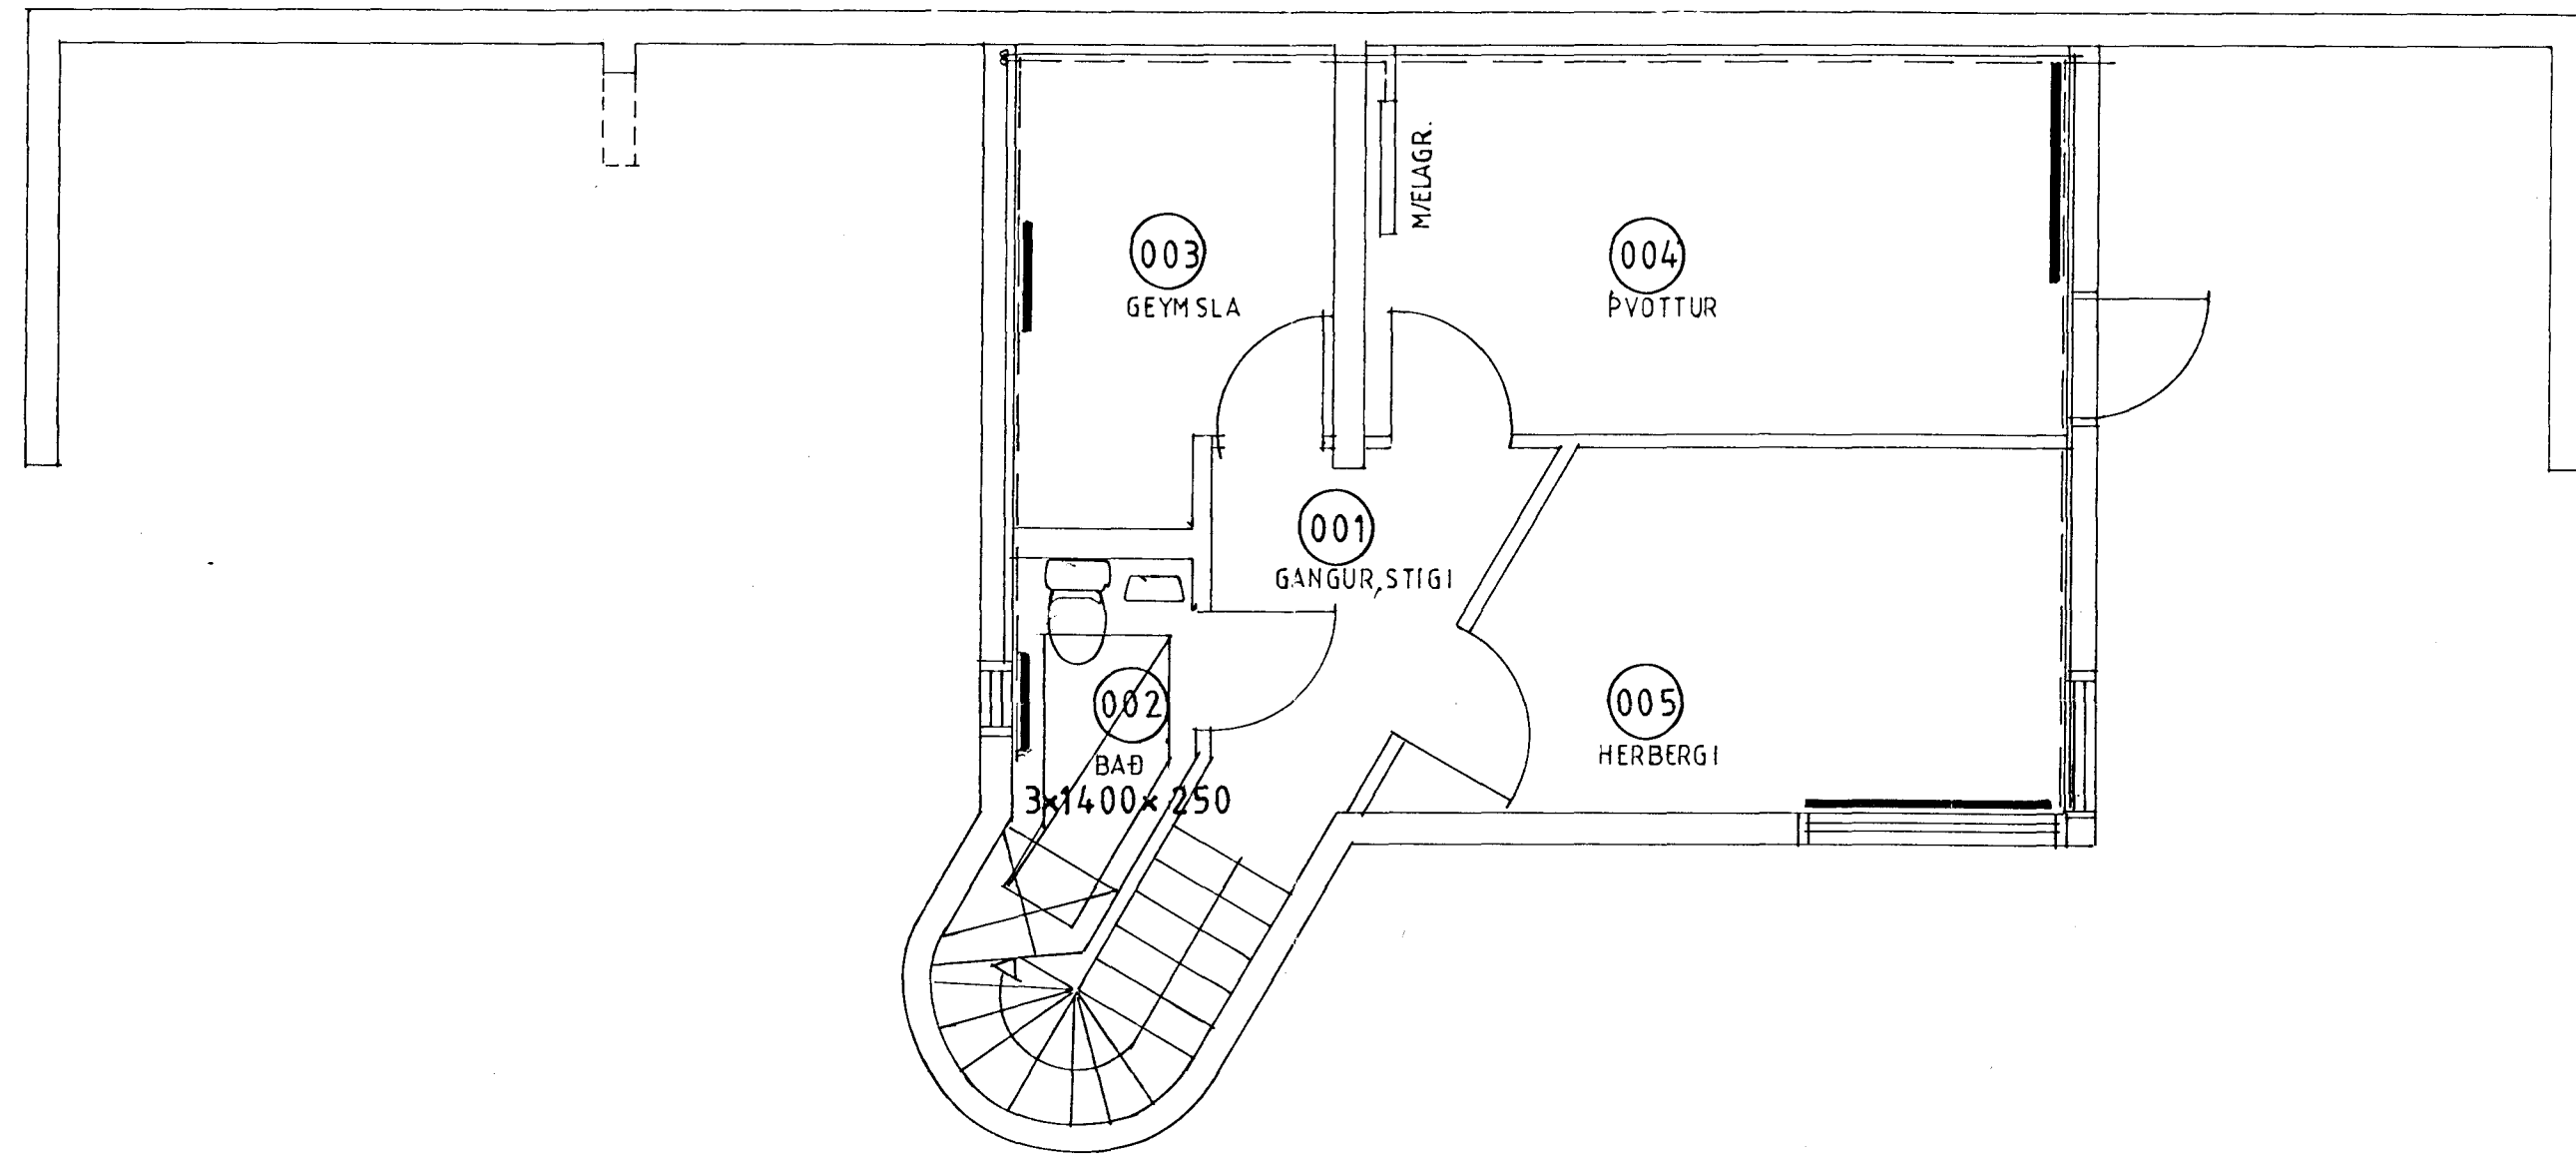 M/ELAGR.
003
GEYMSLA
004
ÞVOTTUR
001
GANGUR, STIGI
002
BAÐ
3×1400×250
005
HERBERGI